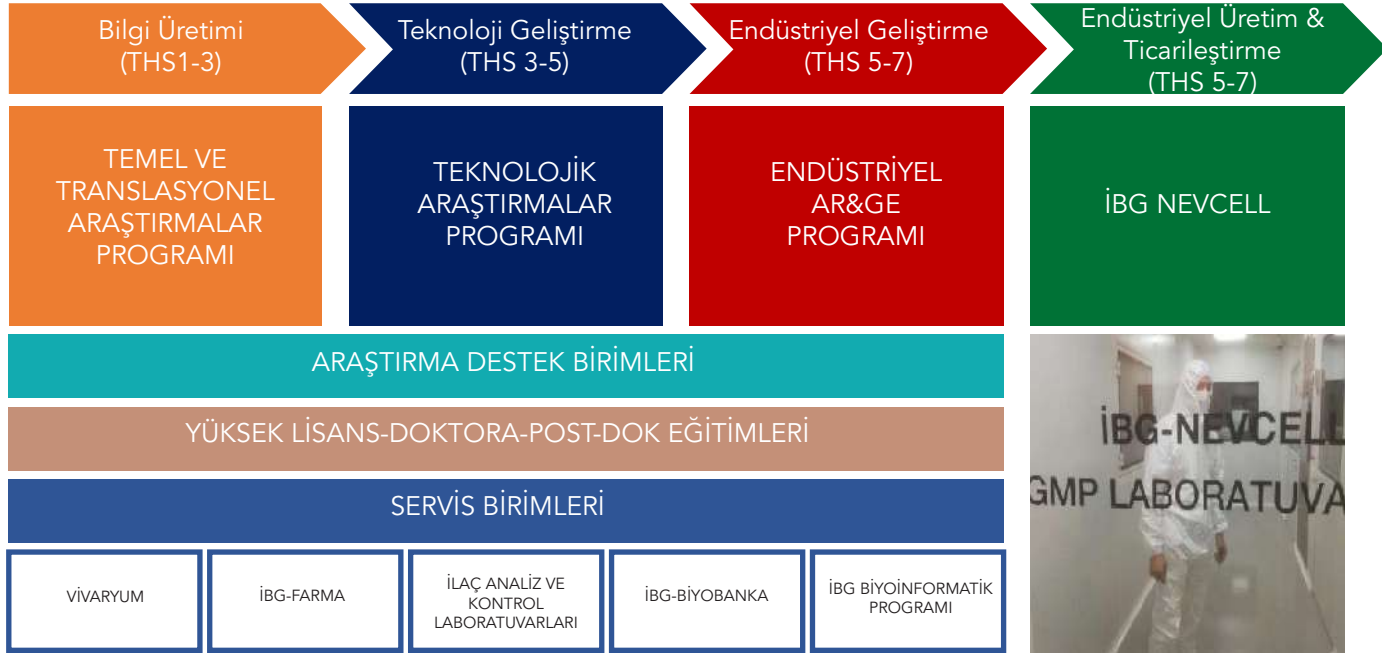 Bilgi Üretimi
(THS1-3)
Teknoloji Geliştirme
(THS 3-5)
Endüstriyel Geliştirme
(THS 5-7)
Endüstriyel Üretim &
Ticarileştirme
(THS 5-7)
TEMEL VE
TRANSLASYONEL
ARAŞTIRMALAR
PROGRAMI
TEKNOLOJİK
ARAŞTIRMALAR
PROGRAMI
ENDÜSTRİYEL
AR&GE
PROGRAMI
İBG NEVCELL
ARAŞTIRMA DESTEK BİRİMLERİ
YÜKSEK LİSANS-DOKTORA-POST-DOK EĞİTİMLERİ
SERVİS BİRİMLERİ
VİVARYUM
İBG-FARMA
İLAÇ ANALİZ VE
KONTROL
LABORATUVARLARI
İBG-BİYOBANKA
İBG BİYOİNFORMATİK
PROGRAMI
İBG-NEVCELL
GMP LABORATUVA